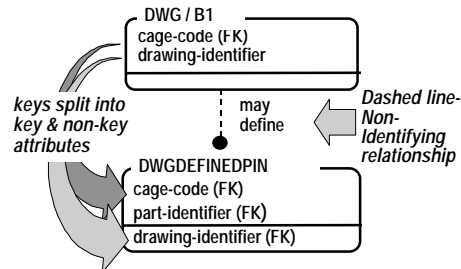 DWG / B1
cage-code (FK)
drawing-identifier
keys split into
key & non-key
attributes
may
define
Dashed line-
Non-
Identifying
relationship
DWGDEFINEDPIN
cage-code (FK)
part-identifier (FK)
drawing-identifier (FK)